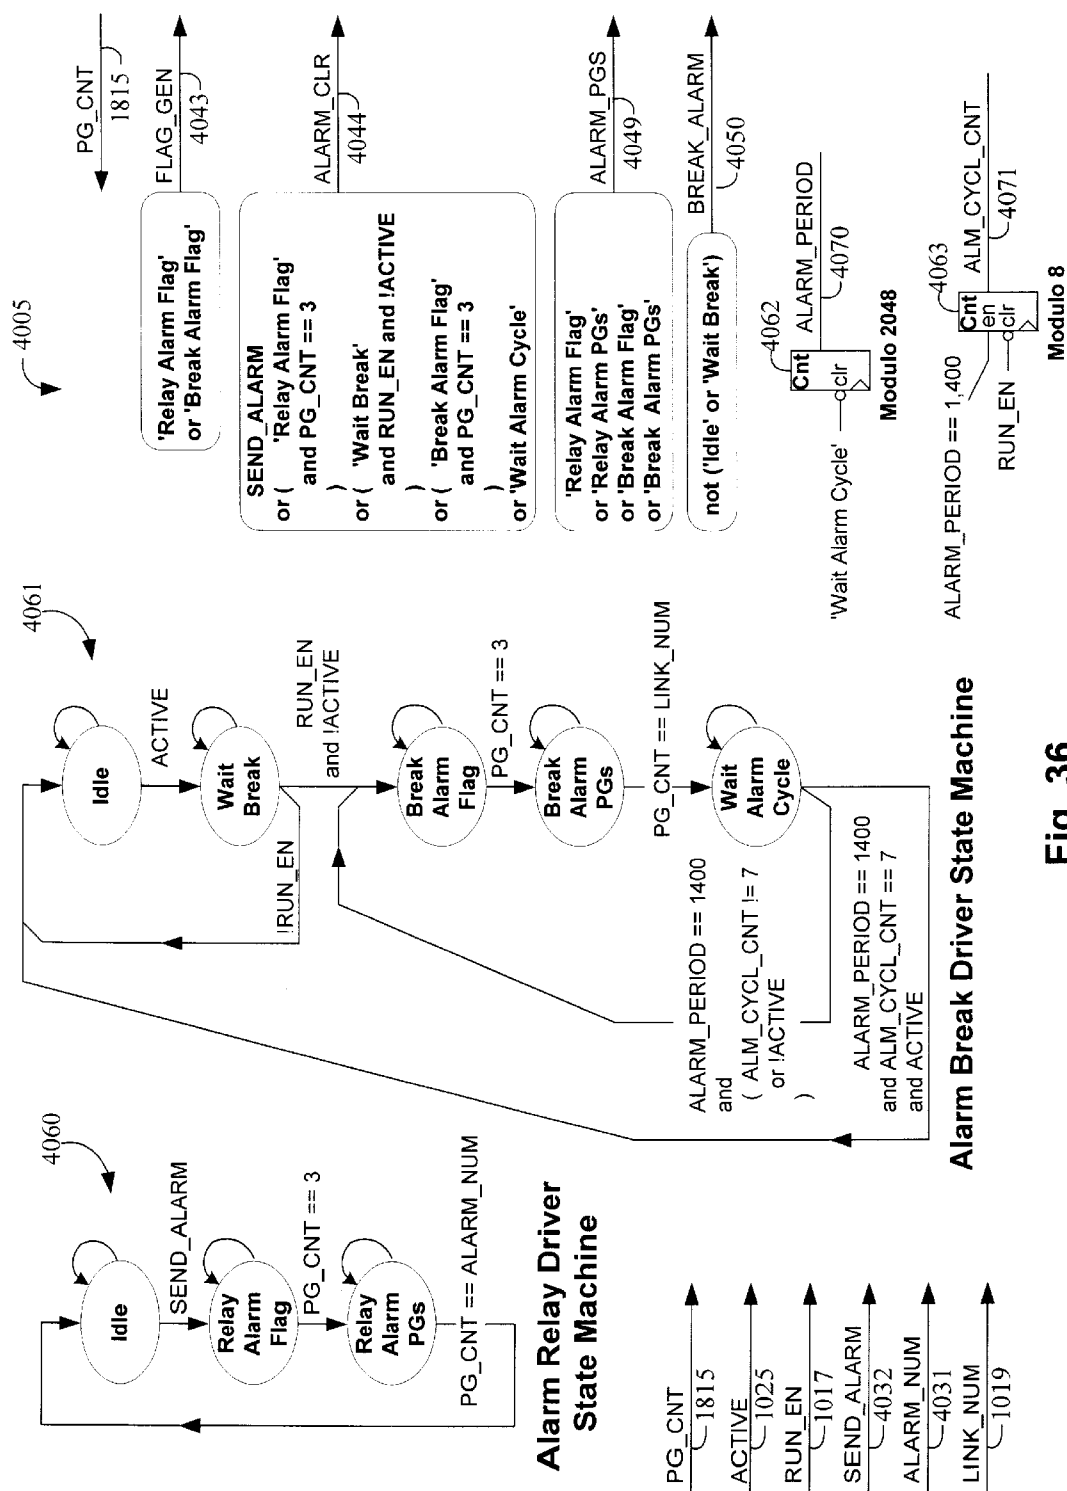 4060
Idle
SEND_ALARM
Relay
Alarm
Flag
PG_CNT == 3
Relay
Alarm
PGs
PG_CNT == ALARM_NUM
Alarm Relay Driver
State Machine
PG_CNT
1815
ACTIVE
1025
RUN_EN
1017
SEND_ALARM
4032
ALARM_NUM
4031
LINK_NUM
1019
4061
Idle
ACTIVE
Wait
Break
!RUN_EN
RUN_EN
and !ACTIVE
Break
Alarm
Flag
PG_CNT == 3
Break
Alarm
PGs
PG_CNT == LINK_NUM
Wait
Alarm
Cycle
ALARM_PERIOD == 1400
and
( ALM_CYCL_CNT != 7
or !ACTIVE
)
ALARM_PERIOD == 1400
and ALM_CYCL_CNT == 7
and ACTIVE
Alarm Break Driver State Machine
4005
PG_CNT
1815
'Relay Alarm Flag'
or 'Break Alarm Flag'
FLAG_GEN
4043
SEND_ALARM
or ( 'Relay Alarm Flag'
and PG_CNT == 3
)
or ( 'Wait Break'
and RUN_EN and !ACTIVE
)
or ( 'Break Alarm Flag'
and PG_CNT == 3
)
or 'Wait Alarm Cycle'
ALARM_CLR
4044
'Relay Alarm Flag'
or 'Relay Alarm PGs'
or 'Break Alarm Flag'
or 'Break Alarm PGs'
ALARM_PGS
4049
not ('Idle' or 'Wait Break')
BREAK_ALARM
4050
4062
Cnt
clr
'Wait Alarm Cycle'
ALARM_PERIOD
4070
Modulo 2048
4063
ALARM_PERIOD == 1,400
RUN_EN
Cnt
en
clr
ALM_CYCL_CNT
4071
Modulo 8
Fig. 36